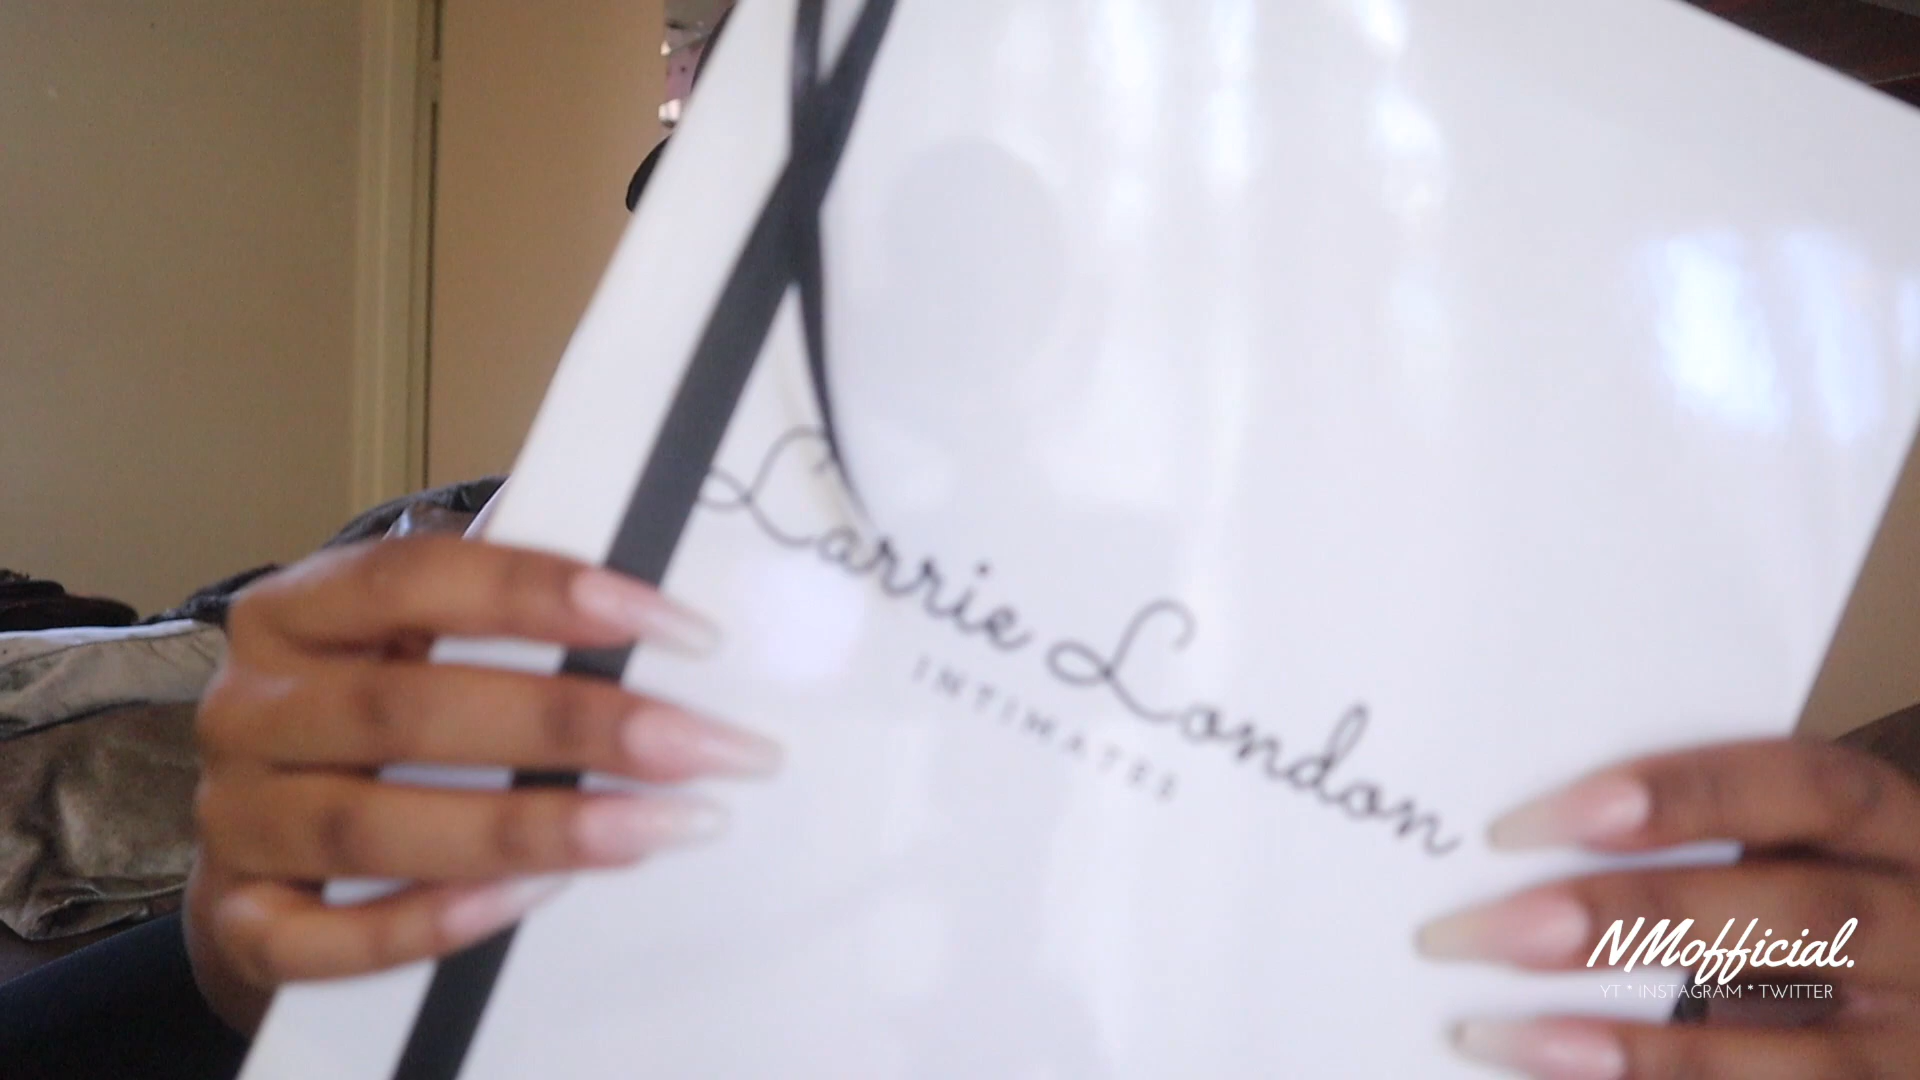 Carrie London
INTIMATES
NMofficial.
YT * INSTAGRAM * TWITTER